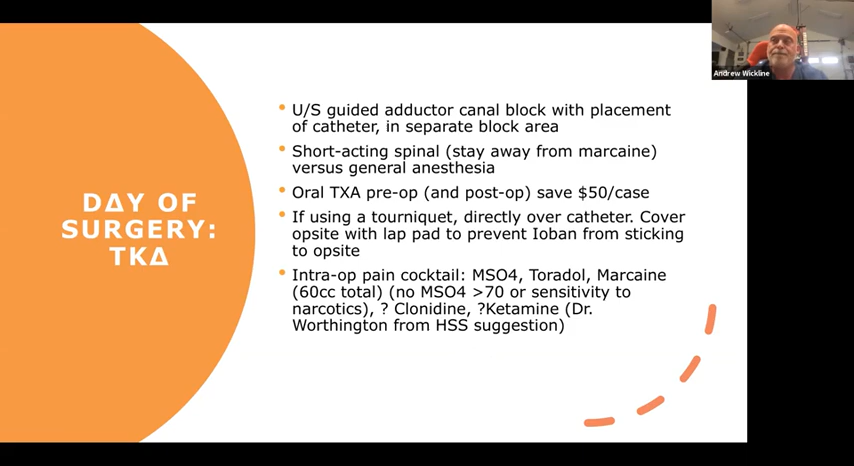 Andrew Wickline
DΔY OF
SURGERY:
TKΔ
• U/S guided adductor canal block with placement
of catheter, in separate block area
• Short-acting spinal (stay away from marcaine)
versus general anesthesia
• Oral TXA pre-op (and post-op) save $50/case
• If using a tourniquet, directly over catheter. Cover
opsite with lap pad to prevent Ioban from sticking
to opsite
• Intra-op pain cocktail: MSO4, Toradol, Marcaine
(60cc total) (no MSO4 >70 or sensitivity to
narcotics), ? Clonidine, ?Ketamine (Dr.
Worthington from HSS suggestion)